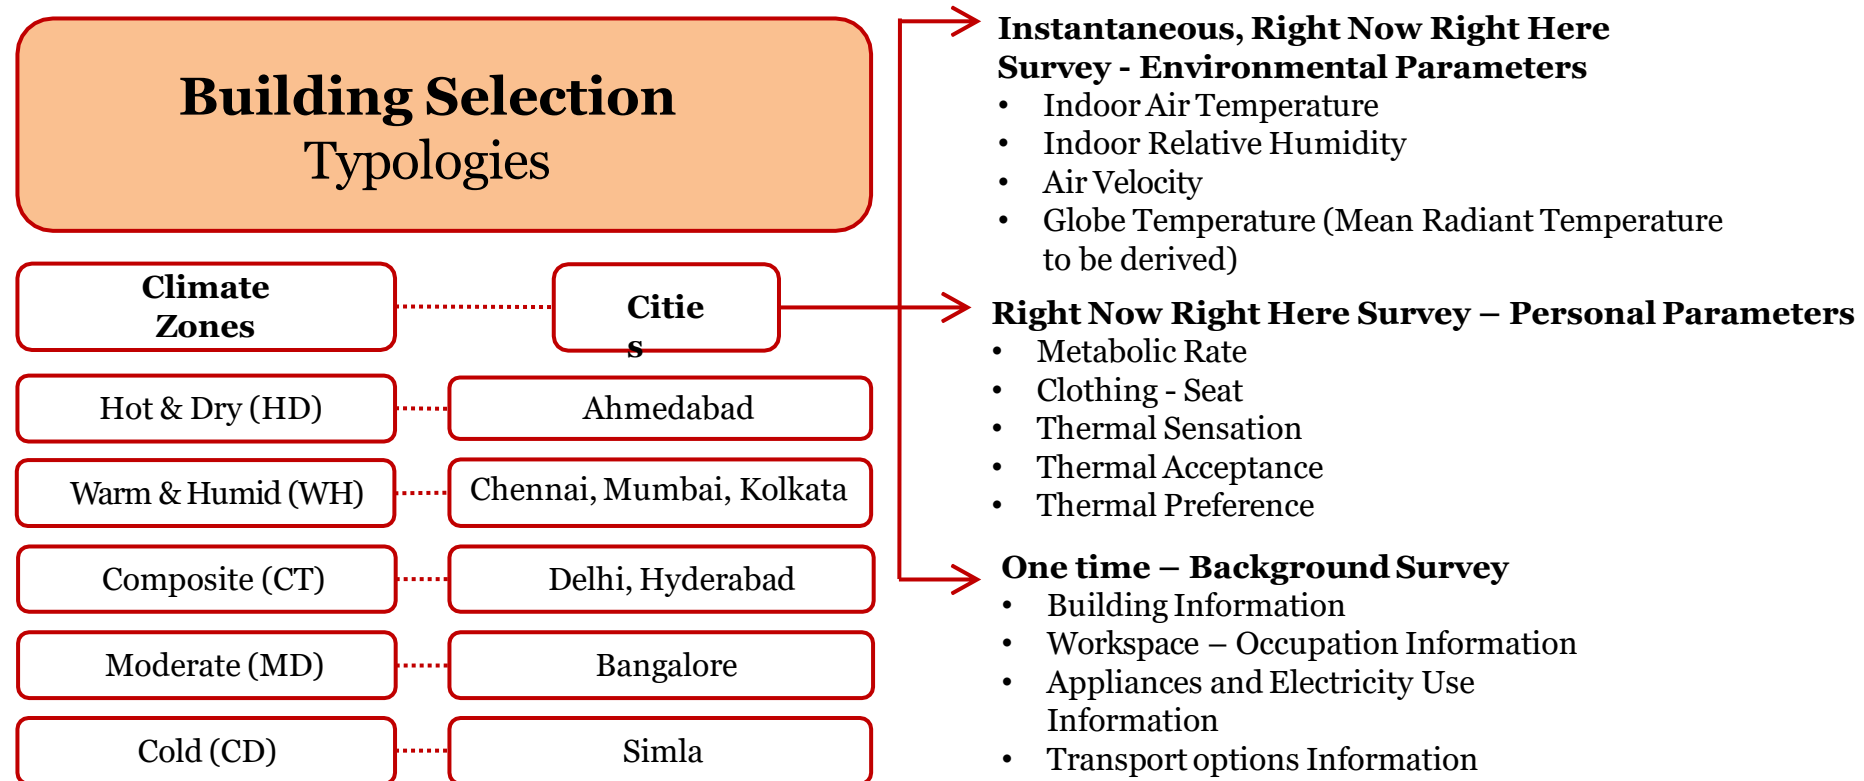 Building Selection
Typologies
Climate
Zones
Citie
s
Hot & Dry (HD)
Ahmedabad
Warm & Humid (WH)
Chennai, Mumbai, Kolkata
Composite (CT)
Delhi, Hyderabad
Moderate (MD)
Bangalore
Cold (CD)
Simla
Instantaneous, Right Now Right Here
Survey - Environmental Parameters
• Indoor Air Temperature
• Indoor Relative Humidity
• Air Velocity
• Globe Temperature (Mean Radiant Temperature
to be derived)
Right Now Right Here Survey – Personal Parameters
• Metabolic Rate
• Clothing - Seat
• Thermal Sensation
• Thermal Acceptance
• Thermal Preference
One time – Background Survey
• Building Information
• Workspace – Occupation Information
• Appliances and Electricity Use
Information
• Transport options Information